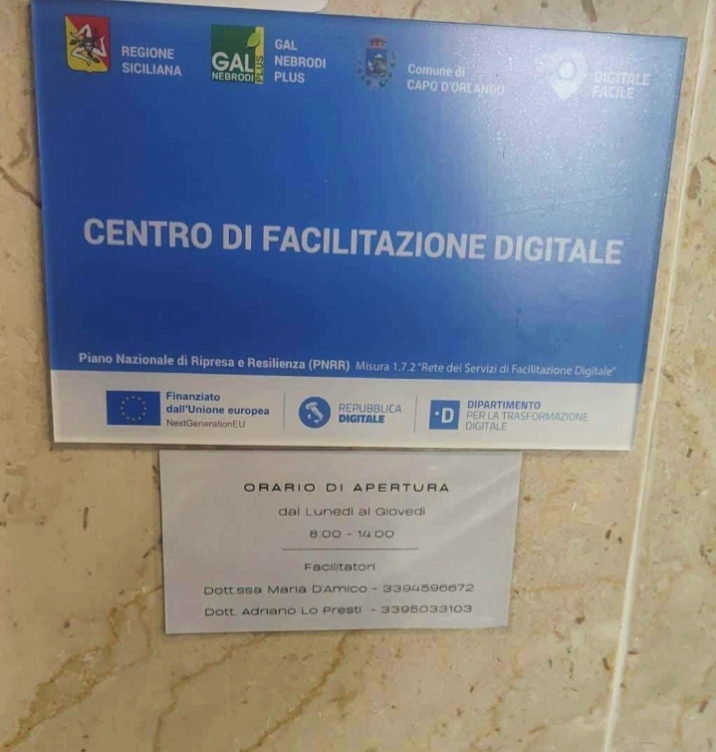 REGIONE
SICILIANA
GAL
NEBRODI
PLUS
GAL
NEBRODI
PLUS
Comune di
CAPO D'ORLANDO
DIGITALE
FACILE
CENTRO DI FACILITAZIONE DIGITALE
Piano Nazionale di Ripresa e Resilienza (PNRR) Misura 1.7.2 "Rete dei Servizi di Facilitazione Digitale"
Finanziato
dall'Unione europea
NextGenerationEU
REPUBBLICA
DIGITALE
D
DIPARTIMENTO
PER LA TRASFORMAZIONE
DIGITALE
ORARIO DI APERTURA
dal Lunedì al Giovedì
8:00 - 14:00
Facilitatori
Dott.ssa Maria D'Amico - 3394596672
Dott. Adriano Lo Presti - 3395033103